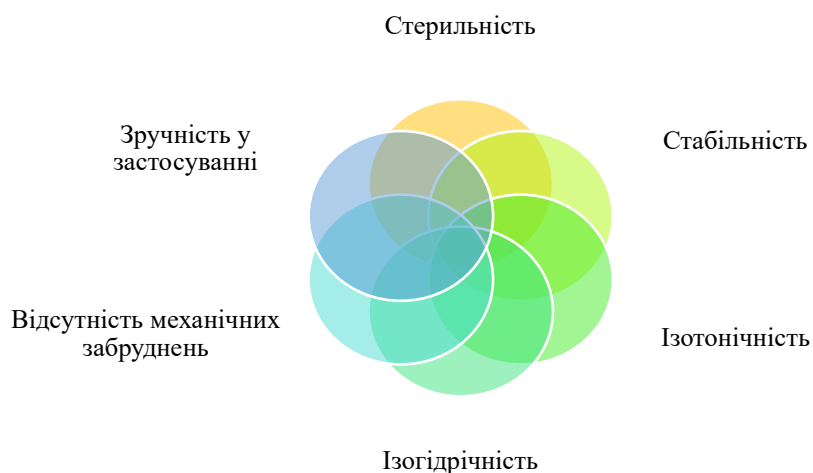 Стерильність
Зручність у
застосуванні
Стабільність
Відсутність механічних
забруднень
Ізотонічність
Ізогідрічність